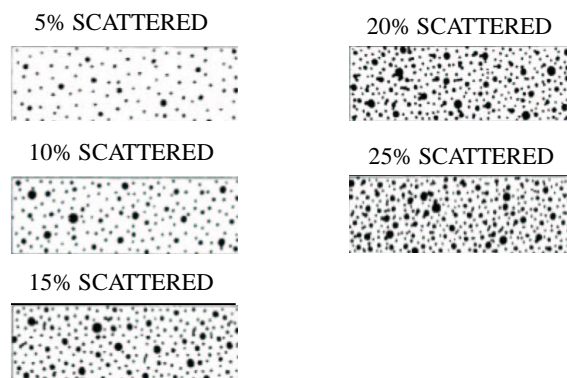 5% SCATTERED
20% SCATTERED
10% SCATTERED
25% SCATTERED
15% SCATTERED